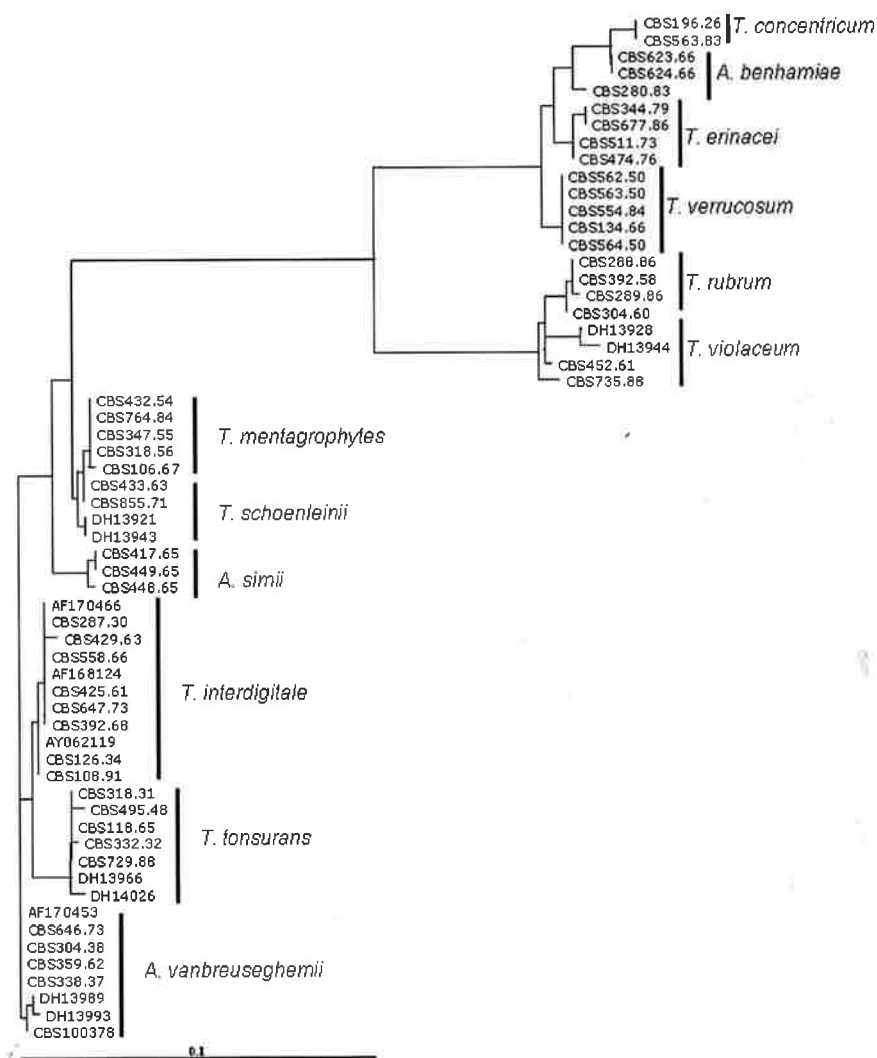 CBS196.26
CBS563.83
T. concentricum
CBS623.66
CBS624.66
CBS280.83
A. benhamiae
CBS344.79
CBS677.86
CBS511.73
CBS474.76
T. erinacei
CBS562.50
CBS563.50
CBS554.84
CBS134.66
CBS564.50
T. verrucosum
CBS288.86
CBS392.58
CBS289.86
CBS304.60
T. rubrum
DH13928
DH13944
CBS452.61
CBS735.88
T. violaceum
CBS432.54
CBS764.84
CBS347.55
CBS318.56
CBS106.67
T. mentagrophytes
CBS433.63
CBS855.71
DH13921
DH13943
T. schoenleinii
CBS417.65
CBS449.65
CBS448.65
A. simii
AF170466
CBS287.30
CBS429.63
CBS558.66
AF168124
CBS425.61
CBS647.73
CBS392.68
AY062119
CBS126.34
CBS108.91
T. interdigitale
CBS318.31
CBS495.48
CBS118.65
CBS332.32
CBS729.88
DH13966
DH14026
T. tonsurans
AF170453
CBS646.73
CBS304.38
CBS359.62
CBS338.37
DH13989
DH13993
CBS100378
A. vanbreuseghemii
0.1